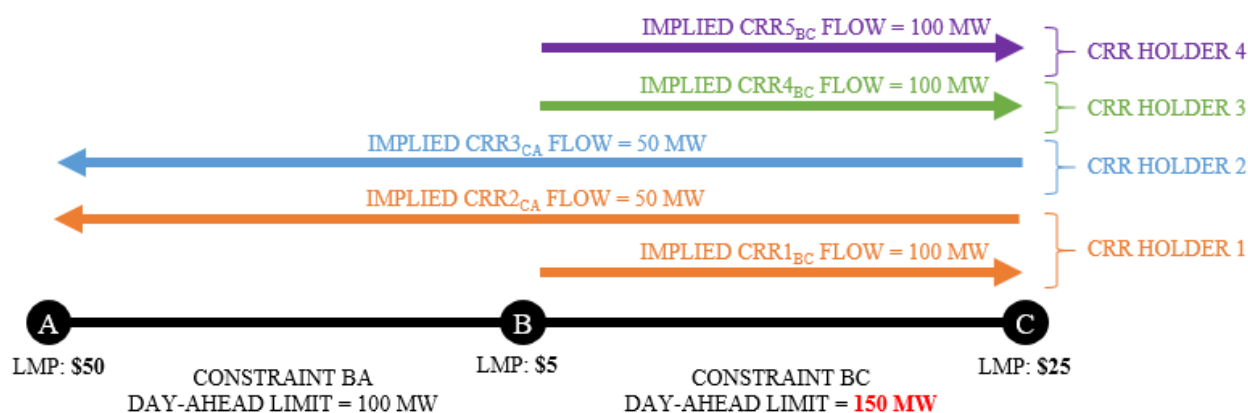 IMPLIED CRR5BC FLOW = 100 MW
CRR HOLDER 4
IMPLIED CRR4BC FLOW = 100 MW
CRR HOLDER 3
IMPLIED CRR3CA FLOW = 50 MW
CRR HOLDER 2
IMPLIED CRR2CA FLOW = 50 MW
CRR HOLDER 1
IMPLIED CRR1BC FLOW = 100 MW
A
B
C
LMP: $50
LMP: $5
LMP: $25
CONSTRAINT BA
DAY-AHEAD LIMIT = 100 MW
CONSTRAINT BC
DAY-AHEAD LIMIT = 150 MW